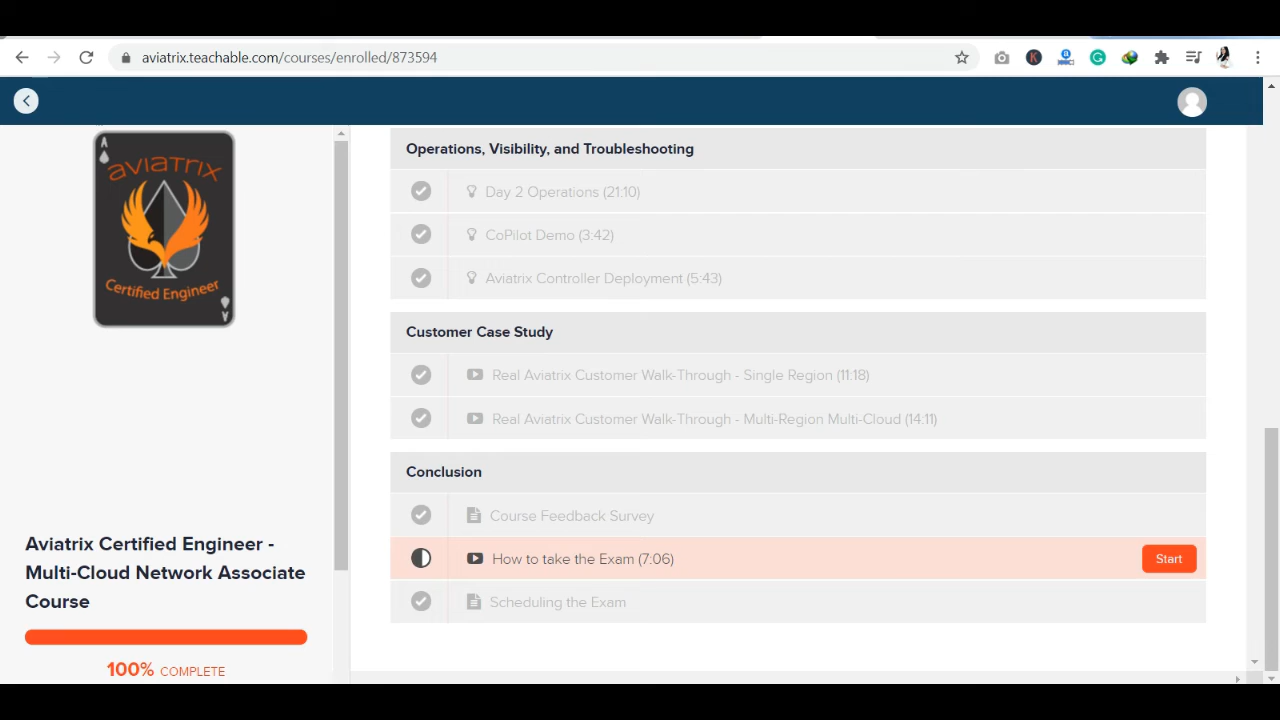 aviatrix.teachable.com/courses/enrolled/873594
A
aviatrix
Certified Engineer
A
Aviatrix Certified Engineer -
Multi-Cloud Network Associate
Course
100% COMPLETE
Operations, Visibility, and Troubleshooting
Day 2 Operations (21:10)
CoPilot Demo (3:42)
Aviatrix Controller Deployment (5:43)
Customer Case Study
Real Aviatrix Customer Walk-Through - Single Region (11:18)
Real Aviatrix Customer Walk-Through - Multi-Region Multi-Cloud (14:11)
Conclusion
Course Feedback Survey
How to take the Exam (7:06)
Start
Scheduling the Exam